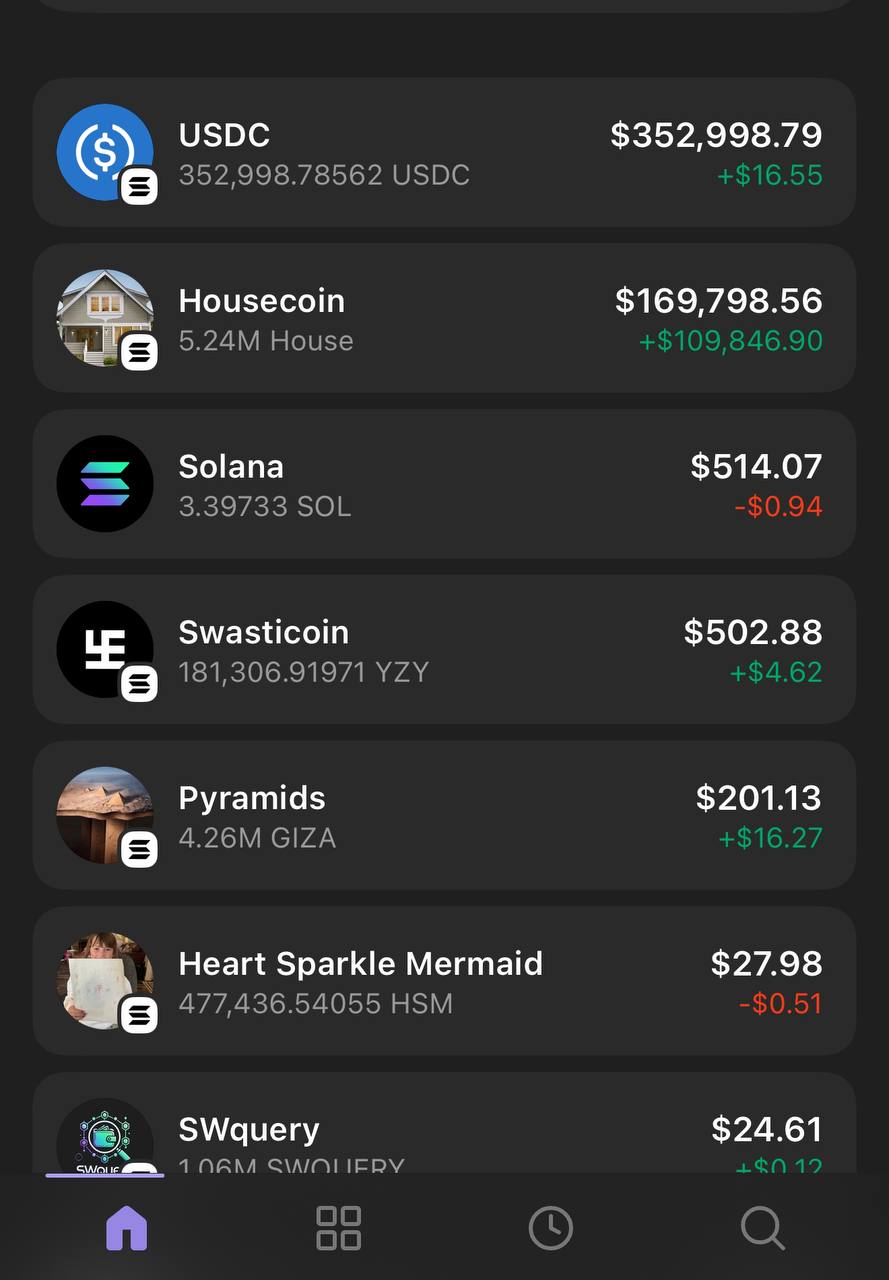 USDC
$352,998.79
352,998.78562 USDC
+$16.55
Housecoin
$169,798.56
5.24M House
+$109,846.90
Solana
$514.07
3.39733 SOL
-$0.94
Swasticoin
$502.88
181,306.91971 YZY
+$4.62
Pyramids
$201.13
4.26M GIZA
+$16.27
Heart Sparkle Mermaid
$27.98
477,436.54055 HSM
-$0.51
SWquery
$24.61
1.06M SWQUERY
+$0.12